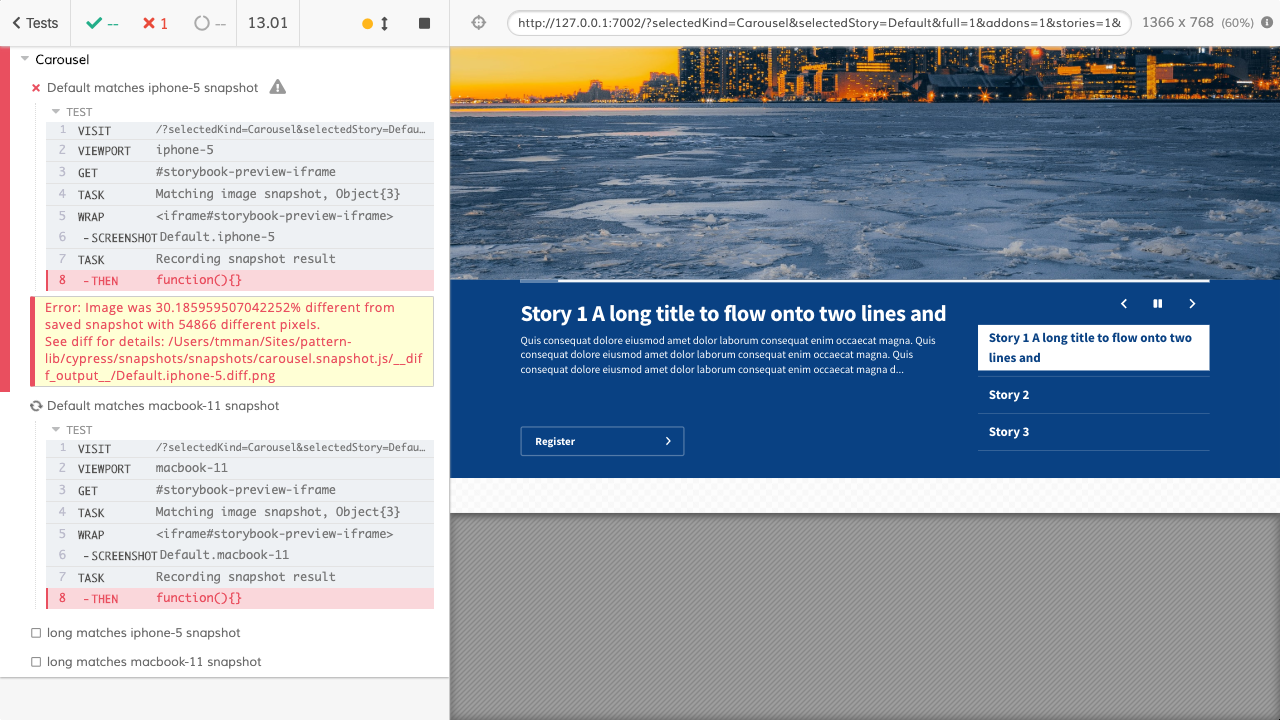 Tests
--
1
--
13.01
http://127.0.0.1:7002/?selectedKind=Carousel&selectedStory=Default&full=1&addons=1&stories=1&
1366 x 768 (60%)
Carousel
Default matches iphone-5 snapshot
TEST
1 VISIT /?selectedKind=Carousel&selectedStory=Defau…
2 VIEWPORT iphone-5
3 GET #storybook-preview-iframe
4 TASK Matching image snapshot, Object{3}
5 WRAP <iframe#storybook-preview-iframe>
6 -SCREENSHOT Default.iphone-5
7 TASK Recording snapshot result
8 -THEN function(){}
Error: Image was 30.185959507042252% different from
saved snapshot with 54866 different pixels.
See diff for details: /Users/tmman/Sites/pattern-
lib/cypress/snapshots/snapshots/carousel.snapshot.js/__dif
f_output__/Default.iphone-5.diff.png
Default matches macbook-11 snapshot
TEST
1 VISIT /?selectedKind=Carousel&selectedStory=Defau…
2 VIEWPORT macbook-11
3 GET #storybook-preview-iframe
4 TASK Matching image snapshot, Object{3}
5 WRAP <iframe#storybook-preview-iframe>
6 -SCREENSHOT Default.macbook-11
7 TASK Recording snapshot result
8 -THEN function(){}
long matches iphone-5 snapshot
long matches macbook-11 snapshot
Story 1 A long title to flow onto two lines and
Quis consequat dolore eiusmod amet dolor laborum consequat enim occaecat magna. Quis
consequat dolore eiusmod amet dolor laborum consequat enim occaecat magna. Quis
consequat dolore eiusmod amet dolor laborum consequat enim occaecat magna d...
Register
Story 1 A long title to flow onto two
lines and
Story 2
Story 3